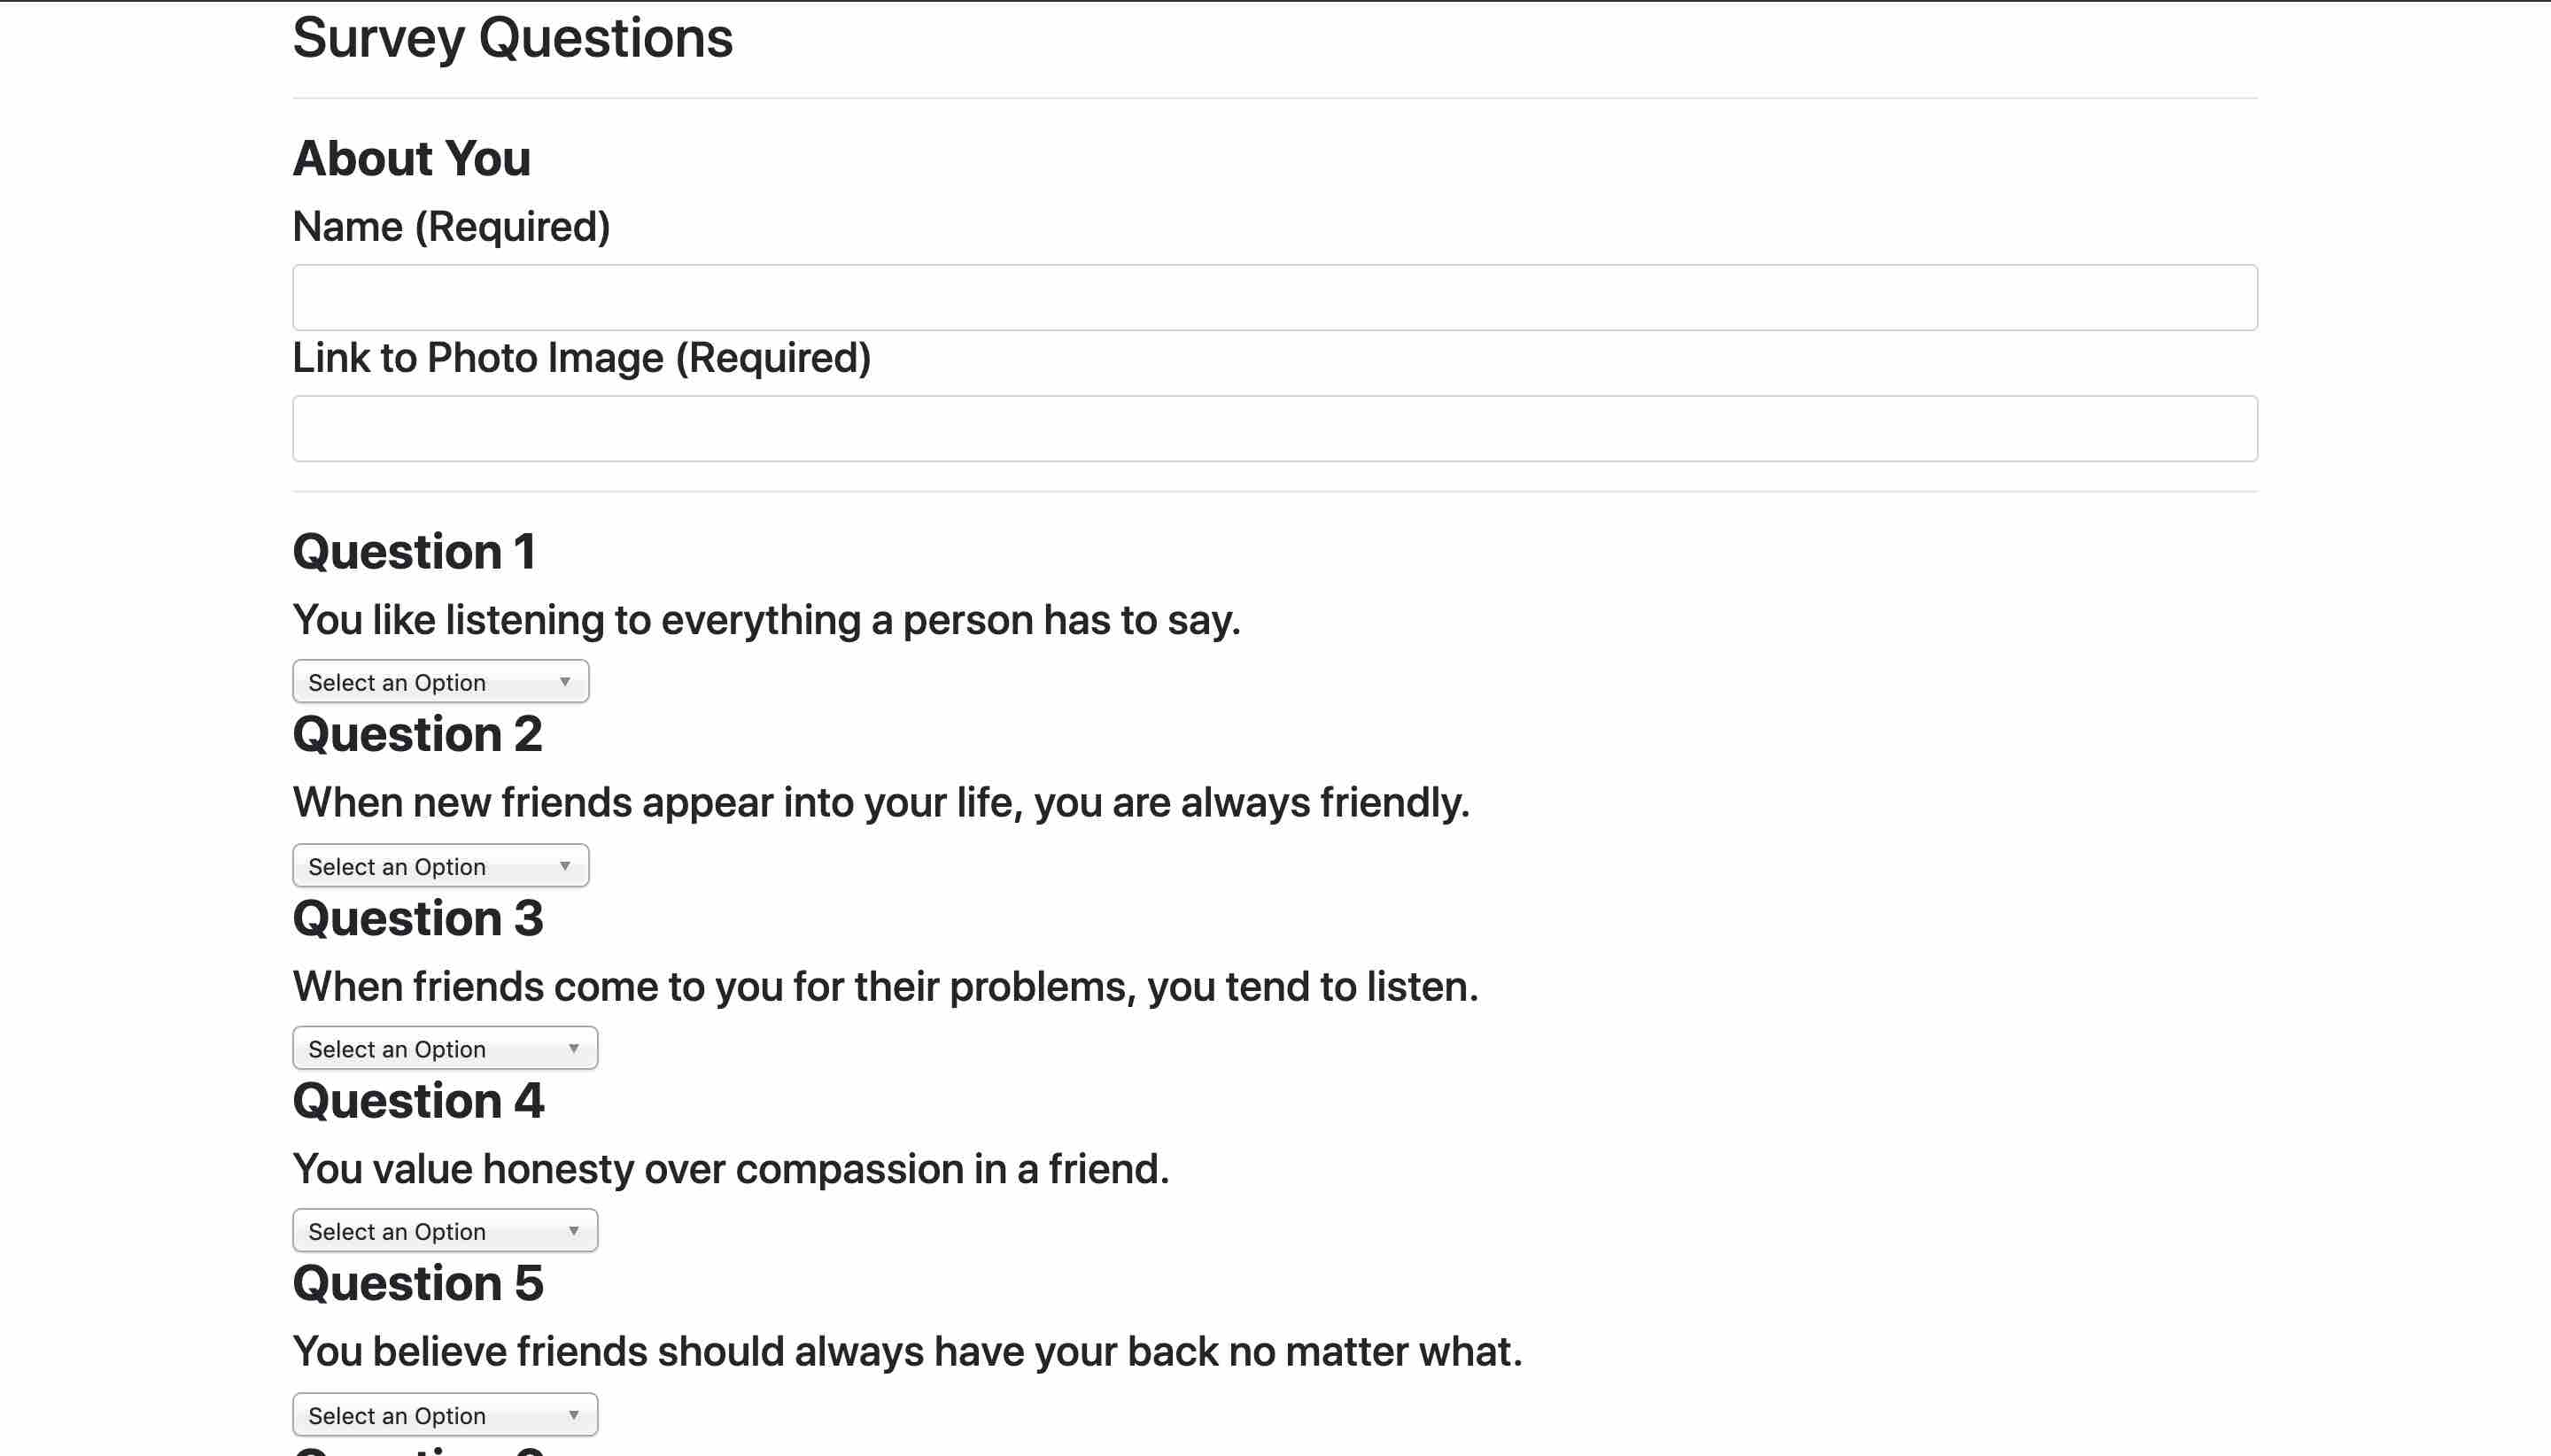 Survey Questions
About You
Name (Required)
Link to Photo Image (Required)
Question 1
You like listening to everything a person has to say.
Select an Option
Question 2
When new friends appear into your life, you are always friendly.
Select an Option
Question 3
When friends come to you for their problems, you tend to listen.
Select an Option
Question 4
You value honesty over compassion in a friend.
Select an Option
Question 5
You believe friends should always have your back no matter what.
Select an Option